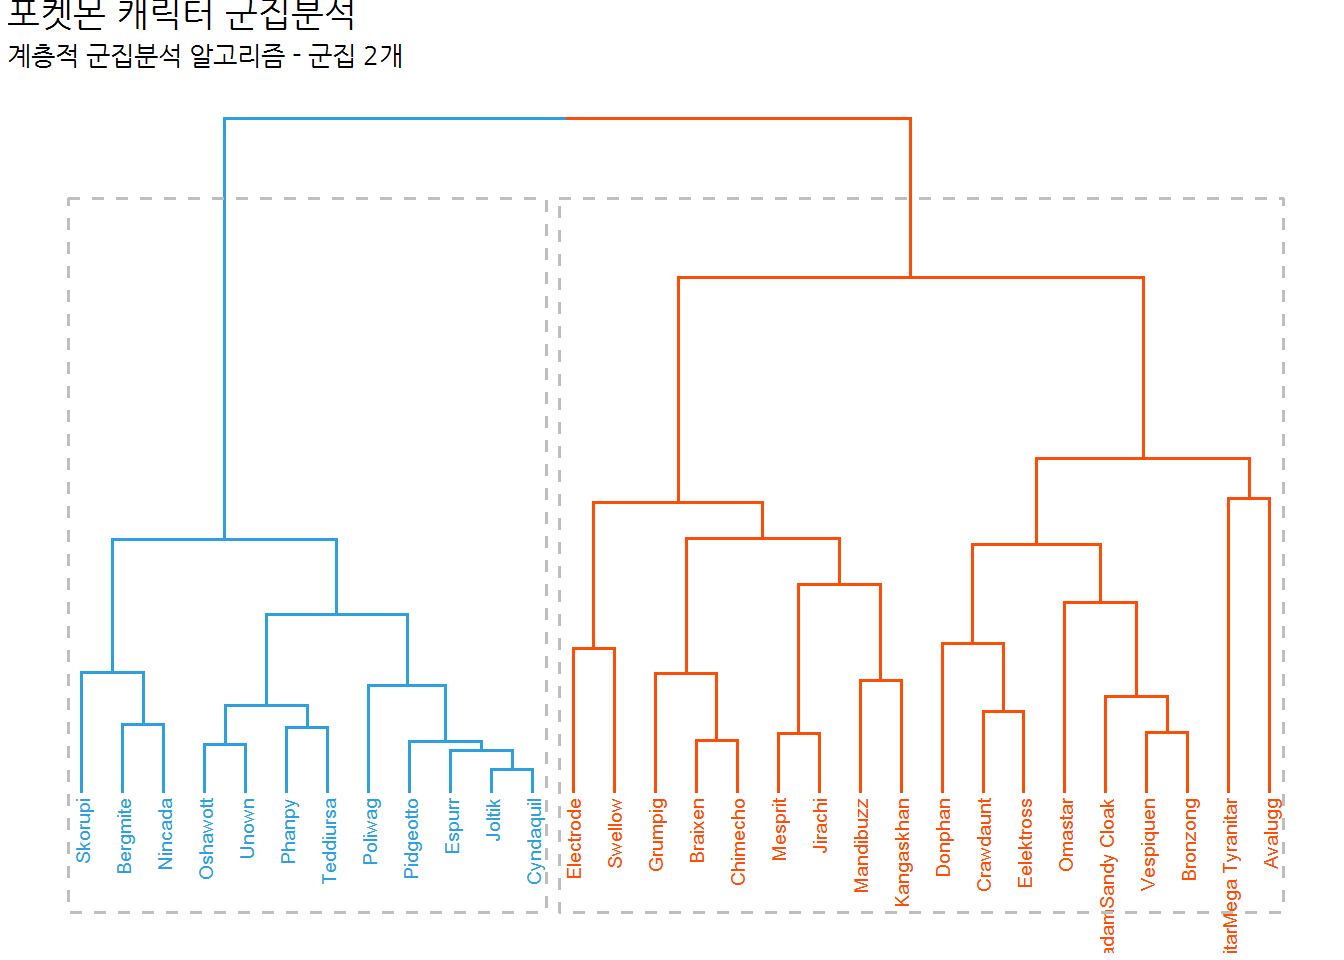 포켓몬 캐릭터 군집분석
계층적 군집분석 알고리즘 - 군집 2개
Skorupi
Bergmite
Nincada
Oshawott
Unown
Phanpy
Teddiursa
Poliwag
Pidgeotto
Espurr
Joltik
Cyndaquil
Electrode
Swellow
Grumpig
Braixen
Chimecho
Mesprit
Jirachi
Mandibuzz
Kangaskhan
Donphan
Crawdaunt
Eelektross
Omastar
adamSandy Cloak
Vespiquen
Bronzong
itarMega Tyranitar
Avalugg